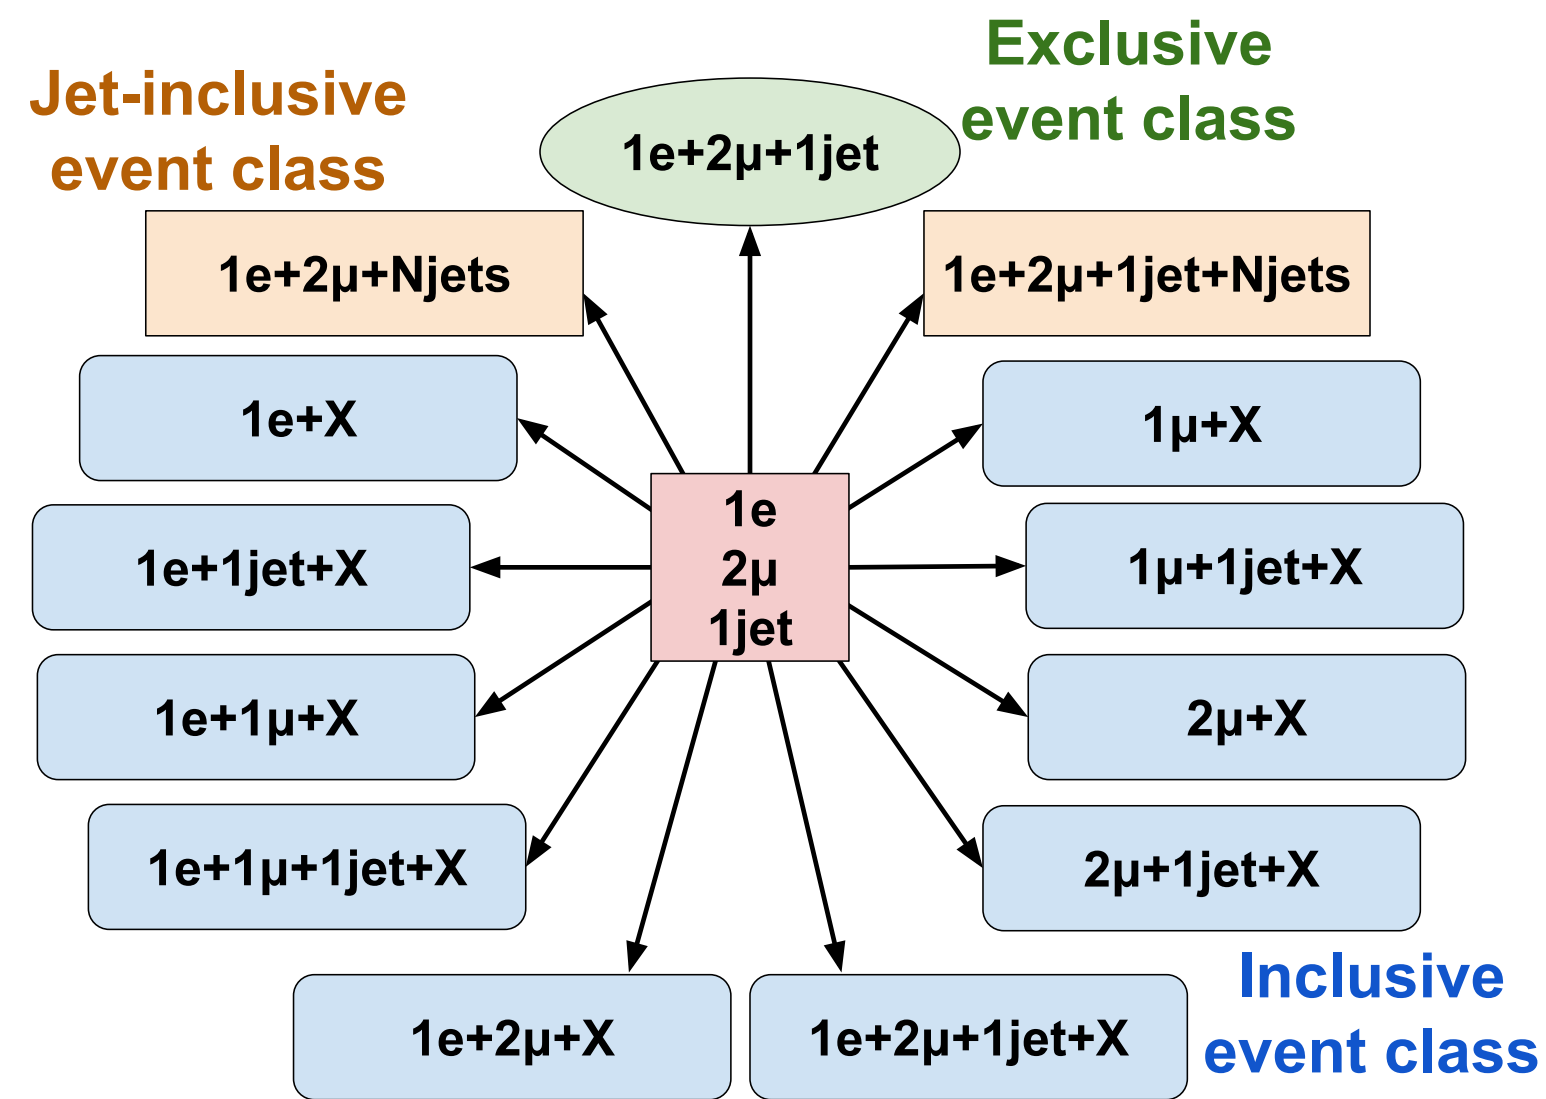 Jet-inclusive
event class
Exclusive
event class
1e+2μ+1jet
1e+2μ+Njets
1e+2μ+1jet+Njets
1e+X
1μ+X
1e
2μ
1jet
1e+1jet+X
1μ+1jet+X
1e+1μ+X
2μ+X
1e+1μ+1jet+X
2μ+1jet+X
1e+2μ+X
1e+2μ+1jet+X
Inclusive
event class